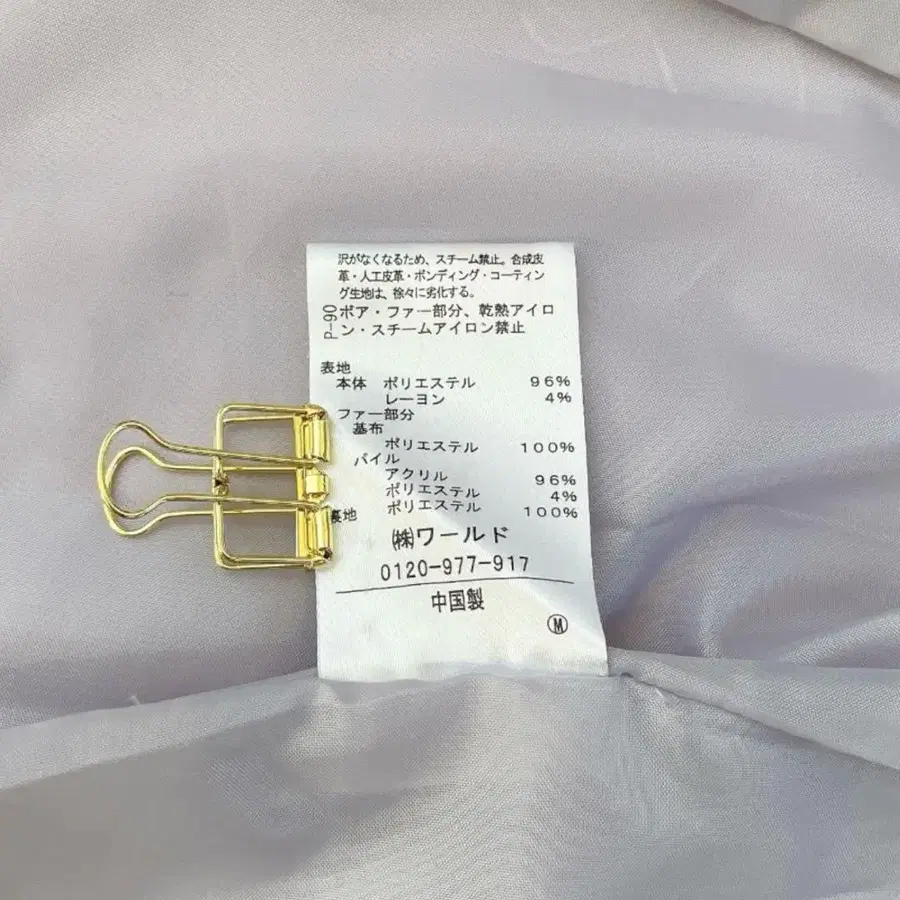 沢がなくなるため、スチーム禁止。合成皮
革・人工皮革・ボンディング・コーティン
グ生地は、徐々に劣化する。
P-90
ボア・ファー部分、乾熱アイロ
ン・スチームアイロン禁止
表地
本体 ポリエステル 96%
レーヨン 4%
ファー部分
基布
ポリエステル 100%
パイル
アクリル 96%
ポリエステル 4%
裏地 ポリエステル 100%
㈱ワールド
0120-977-917
中国製
Ⓜ